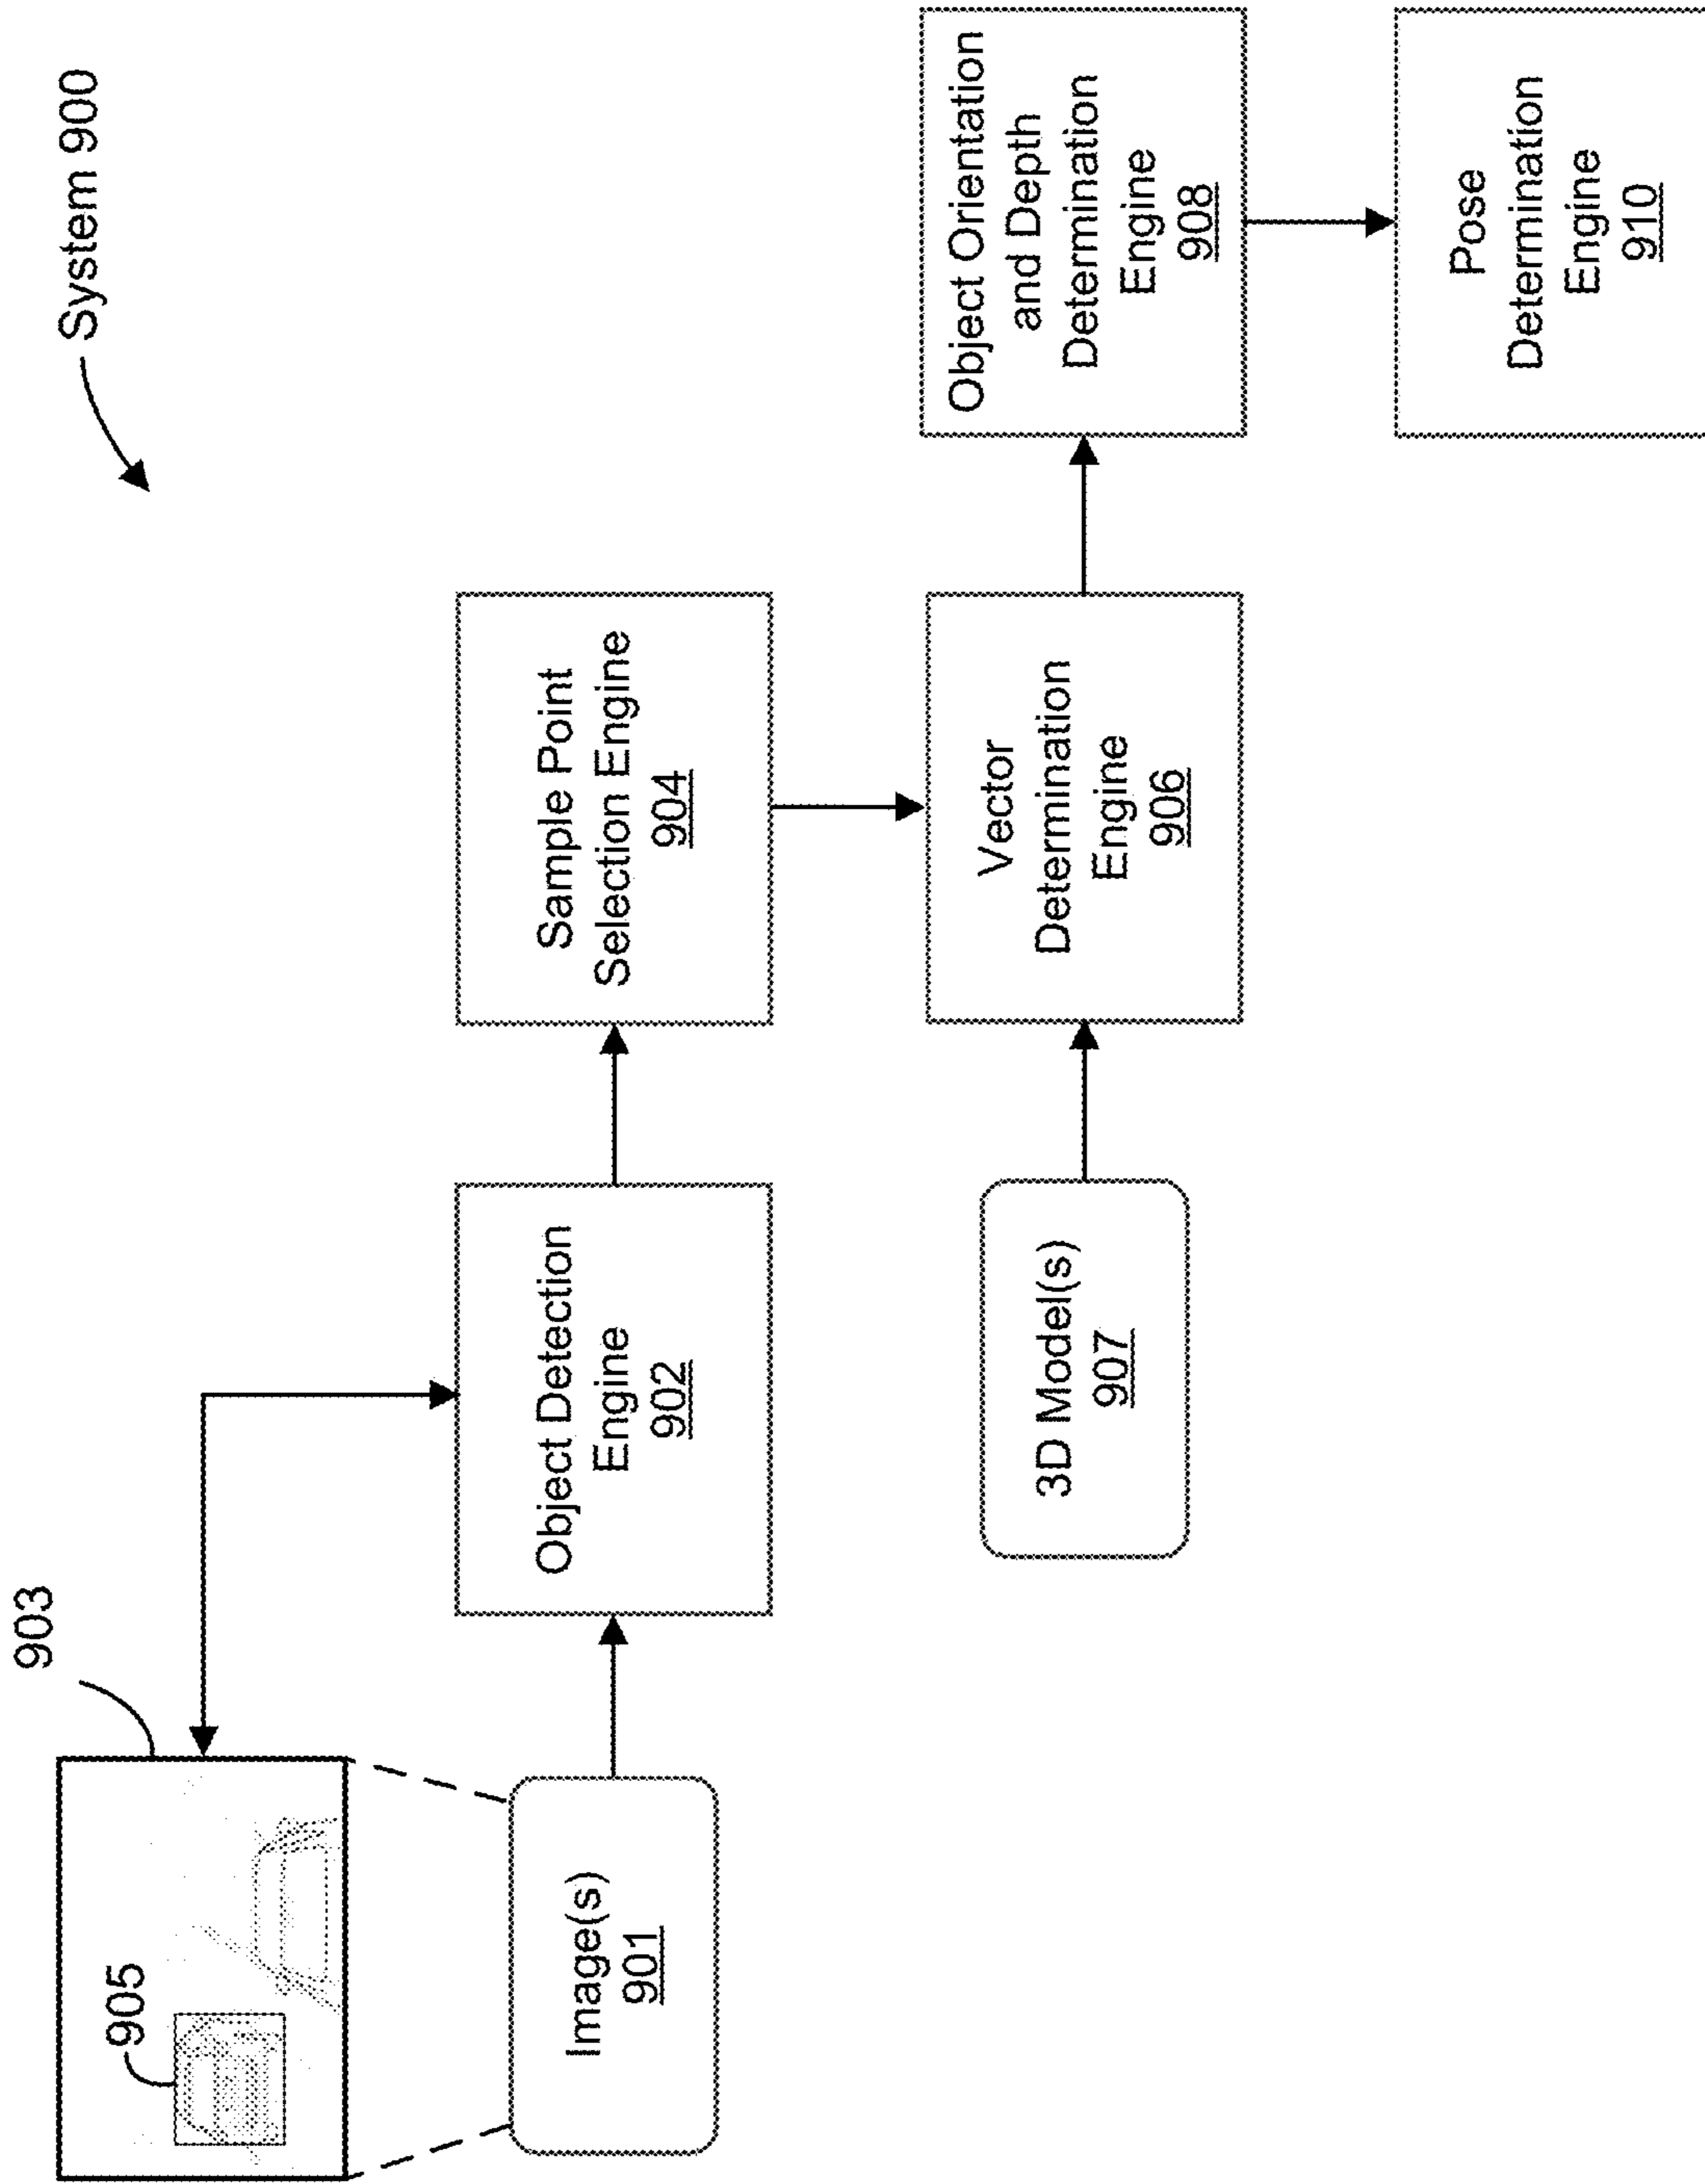 System 900
903
905
Image(s)
901
Object Detection
Engine
902
Sample Point
Selection Engine
904
3D Model(s)
907
Vector
Determination
Engine
906
Object Orientation
and Depth
Determination
Engine
908
Pose
Determination
Engine
910